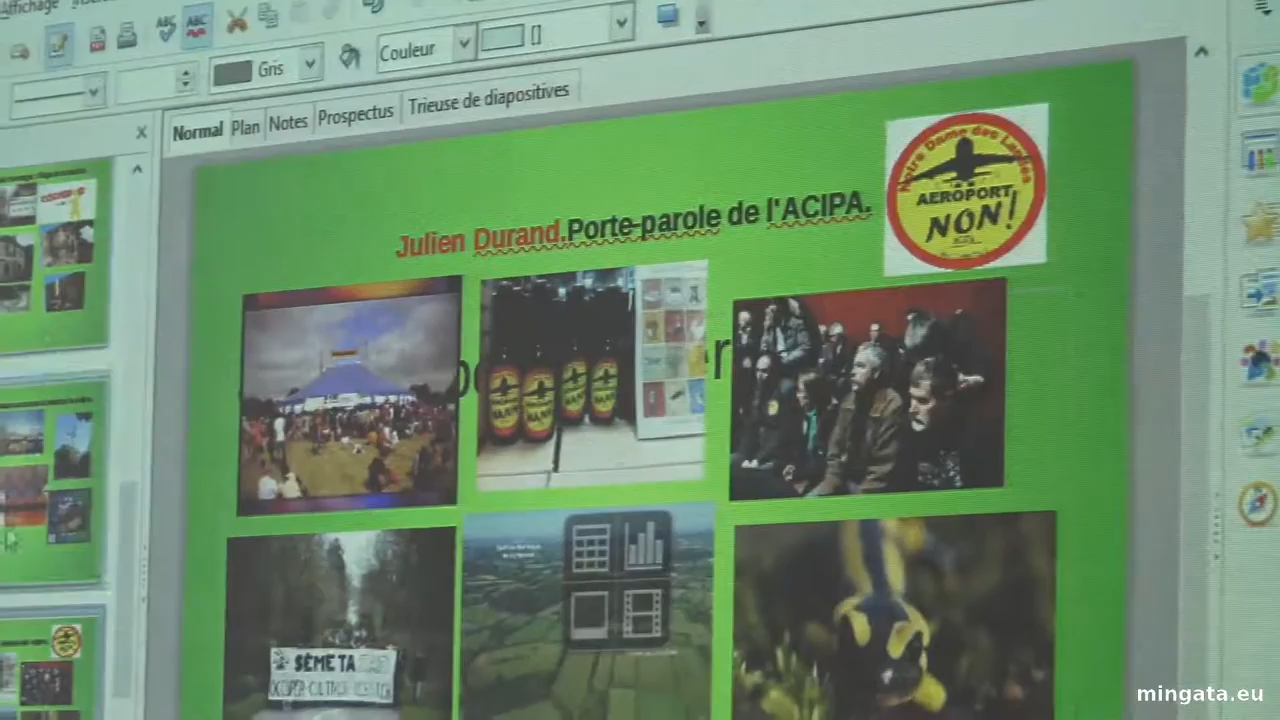 Affichage
Gris
Couleur
Normal
Plan
Notes
Prospectus
Trieuse de diapositives
Julien Durand.Porte-parole de l'ACIPA.
Notre Dame des Landes
AEROPORT
NON!
SÈME TA
mingata.eu